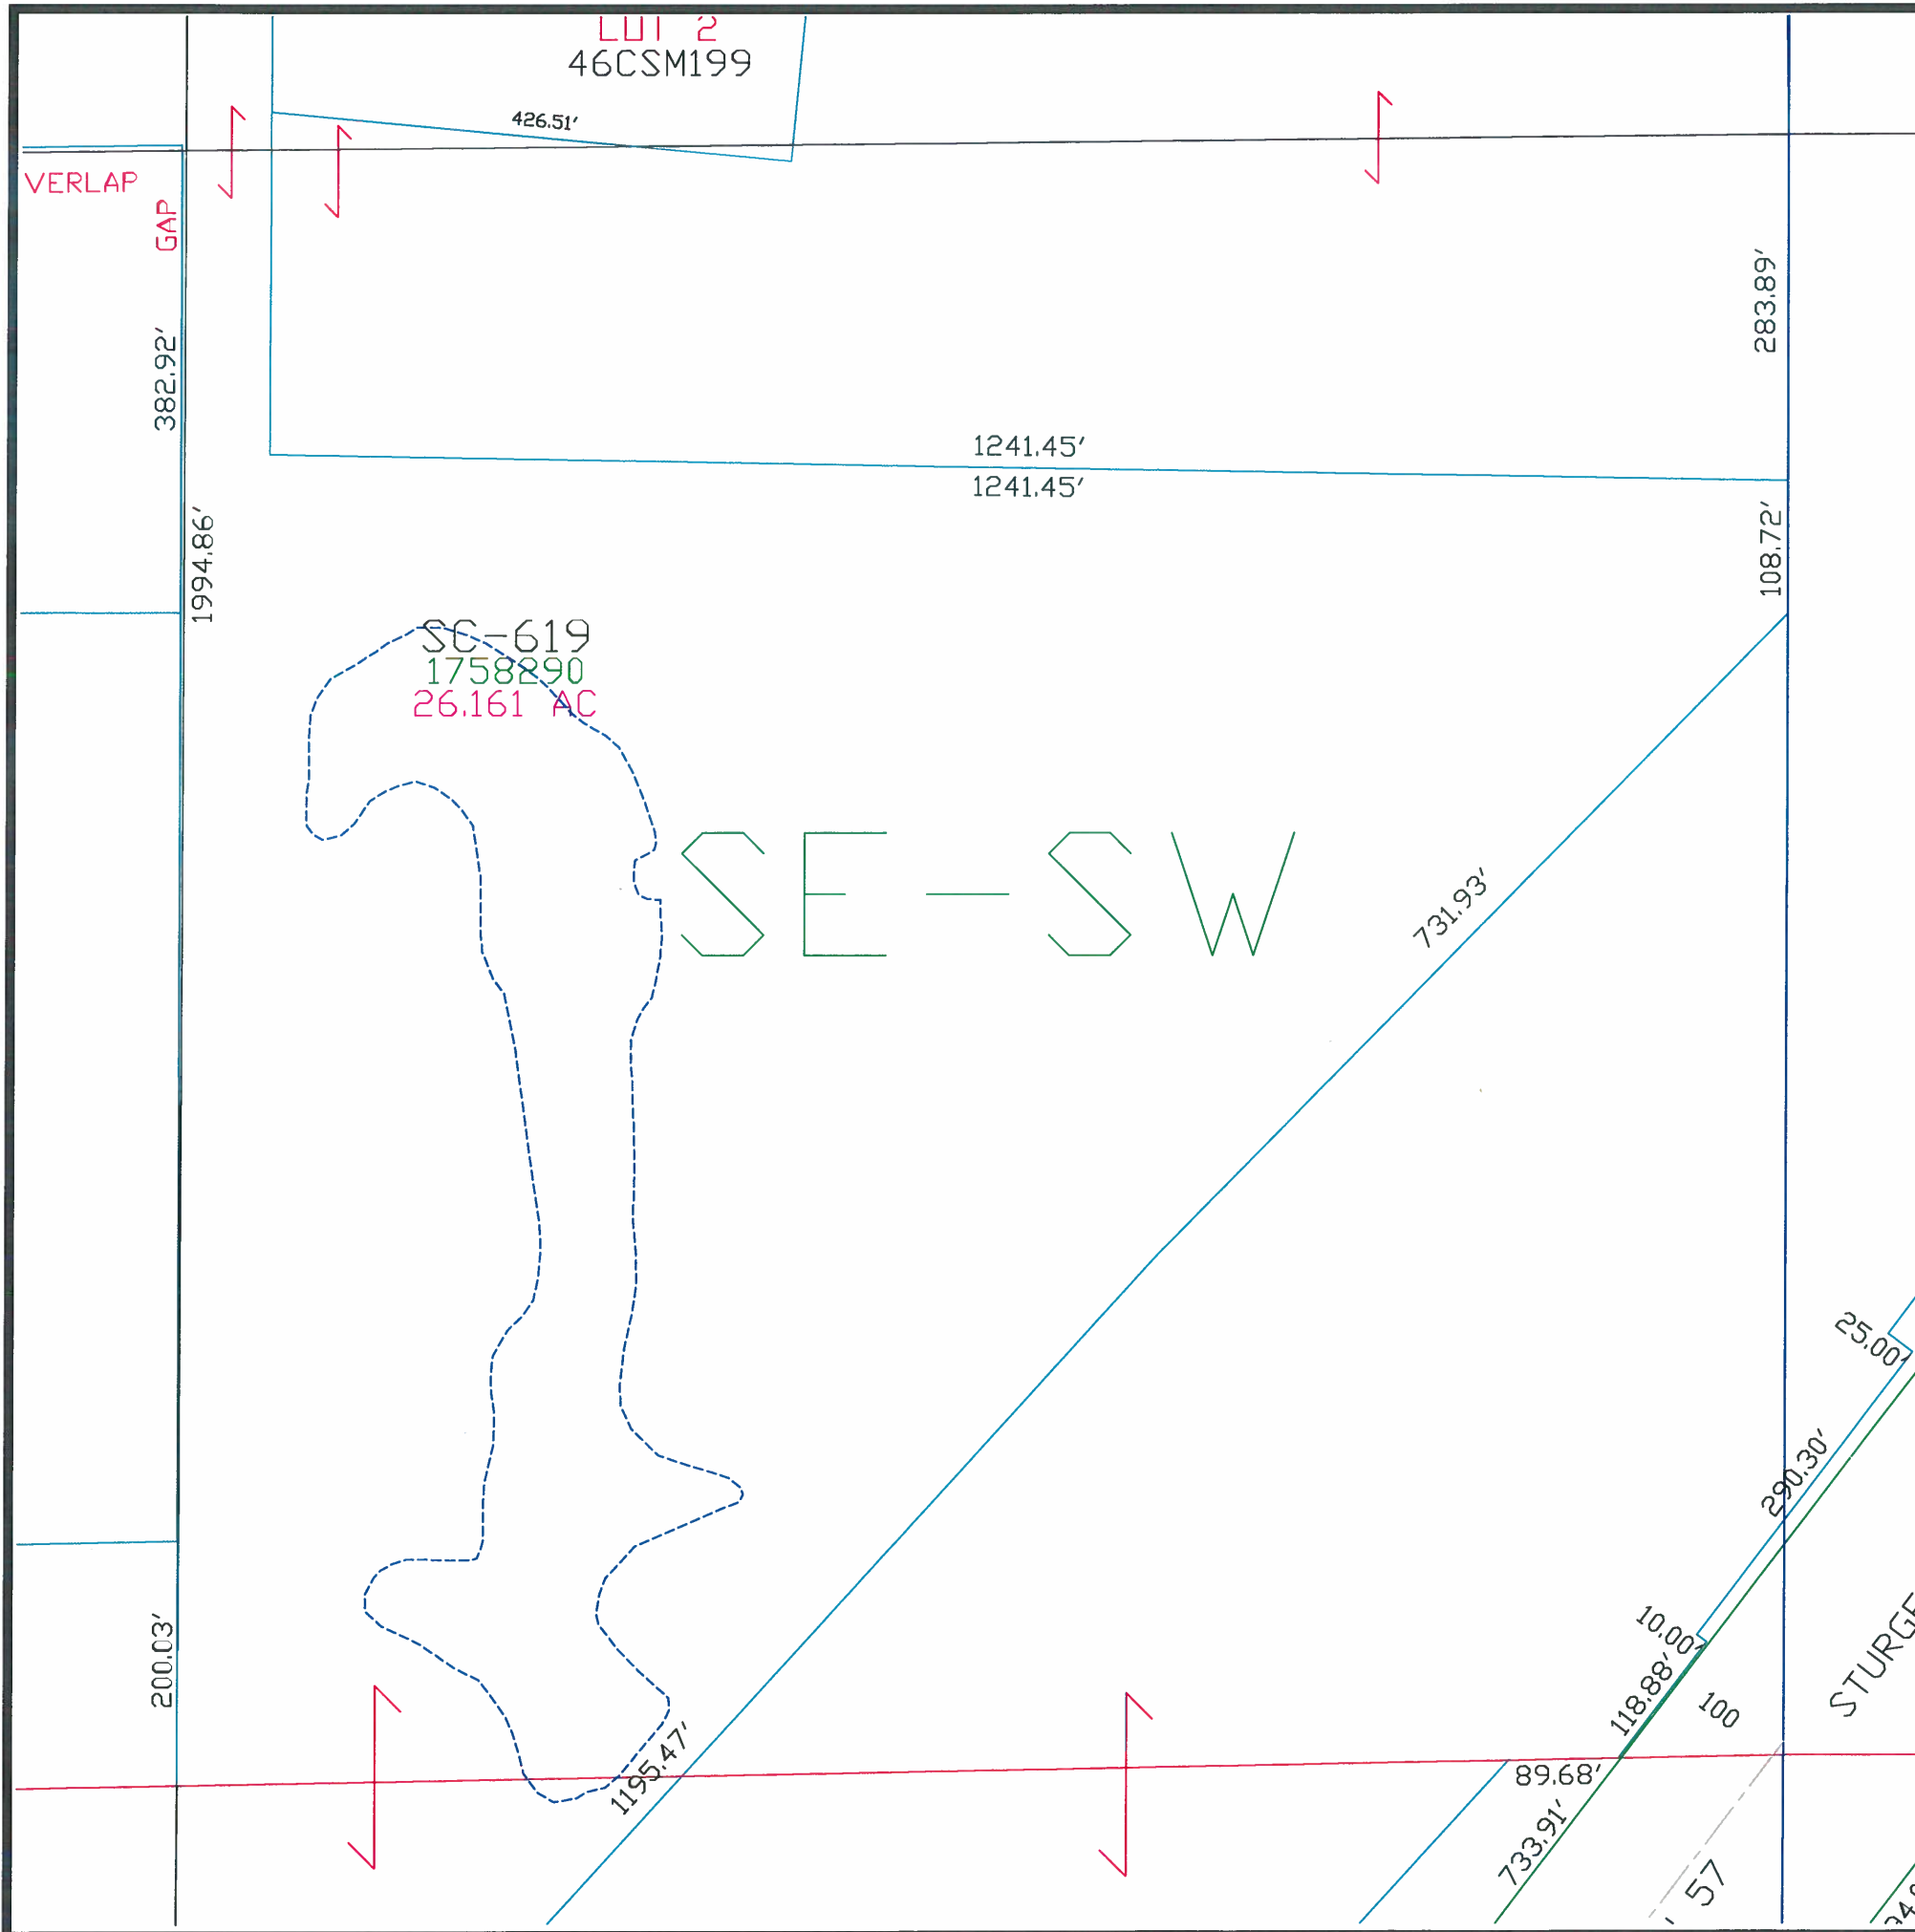 LOT 2
46CSM199
426.51'
VERLAP
GAP
382.92'
283.89'
1241.45'
1241.45'
1994.86'
108.72'
SC-619
1758290
26.161 AC
SE-SW
731.93'
25.00'
290.30'
10.00'
118.88'
100
STURGE
200.03'
1195.47'
89.68'
733.91'
57